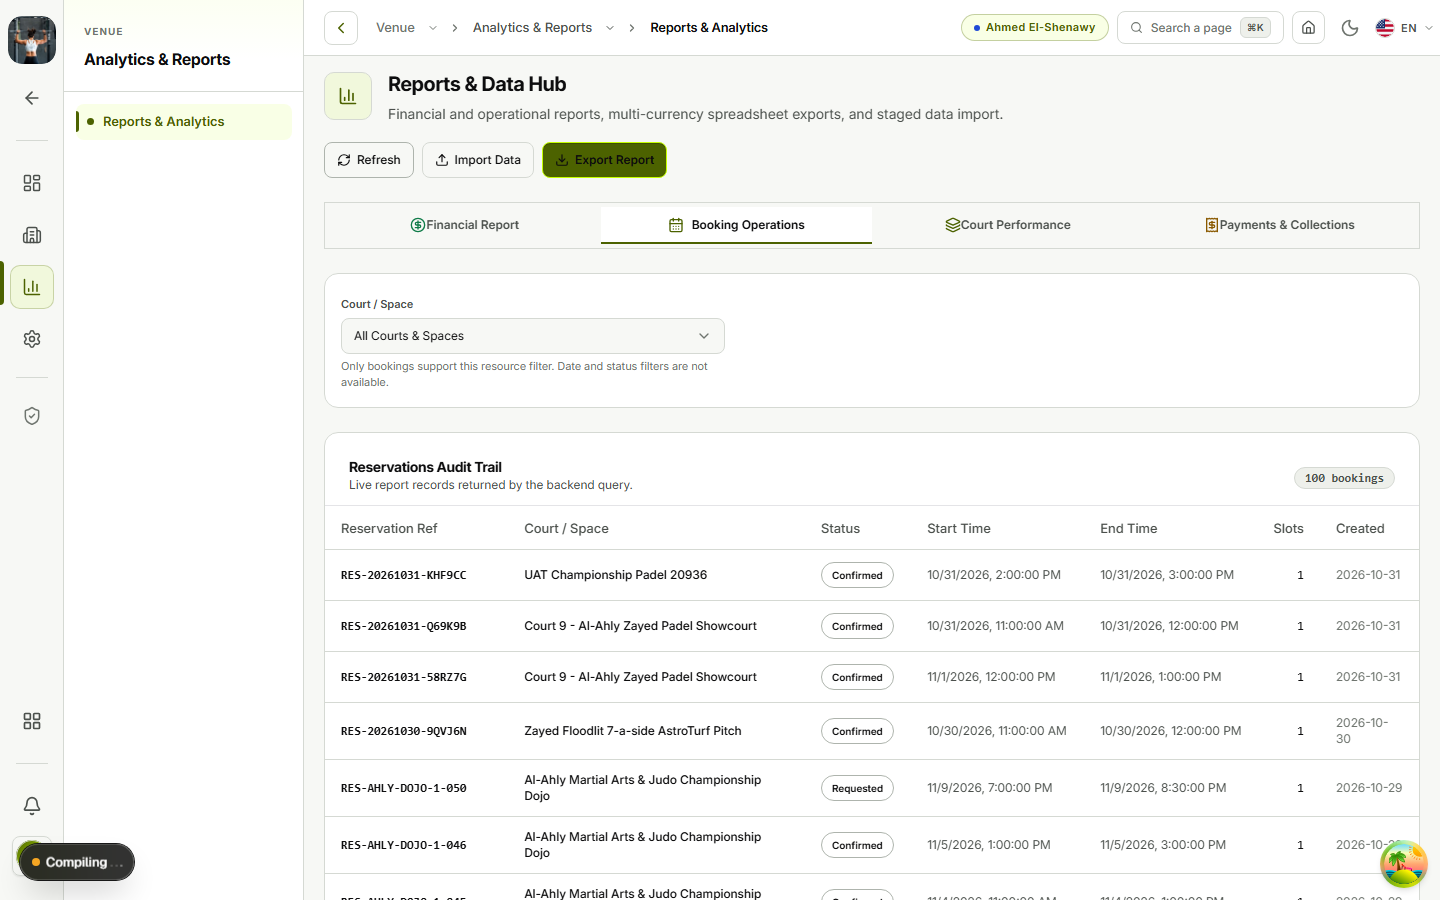 VENUE
Analytics & Reports
Reports & Analytics
Venue
Analytics & Reports
Reports & Analytics
Ahmed El-Shenawy
Search a page
⌘K
EN
Reports & Data Hub
Financial and operational reports, multi-currency spreadsheet exports, and staged data import.
Refresh
Import Data
Export Report
Financial Report
Booking Operations
Court Performance
Payments & Collections
Court / Space
All Courts & Spaces
Only bookings support this resource filter. Date and status filters are not
available.
Reservations Audit Trail
Live report records returned by the backend query.
100 bookings
Reservation Ref Court / Space Status Start Time End Time Slots Created
RES-20261031-KHF9CC UAT Championship Padel 20936 Confirmed 10/31/2026, 2:00:00 PM 10/31/2026, 3:00:00 PM 1 2026-10-31
RES-20261031-Q69K9B Court 9 - Al-Ahly Zayed Padel Showcourt Confirmed 10/31/2026, 11:00:00 AM 10/31/2026, 12:00:00 PM 1 2026-10-31
RES-20261031-58RZ7G Court 9 - Al-Ahly Zayed Padel Showcourt Confirmed 11/1/2026, 12:00:00 PM 11/1/2026, 1:00:00 PM 1 2026-10-31
RES-20261030-9QVJ6N Zayed Floodlit 7-a-side AstroTurf Pitch Confirmed 10/30/2026, 11:00:00 AM 10/30/2026, 12:00:00 PM 1 2026-10-
30
RES-AHLY-DOJO-1-050 Al-Ahly Martial Arts & Judo Championship
Dojo Requested 11/9/2026, 7:00:00 PM 11/9/2026, 8:30:00 PM 1 2026-10-29
RES-AHLY-DOJO-1-046 Al-Ahly Martial Arts & Judo Championship
Dojo Confirmed 11/5/2026, 1:00:00 PM 11/5/2026, 3:00:00 PM 1 2026-10-
Al-Ahly Martial Arts & Judo Championship
Compiling ...